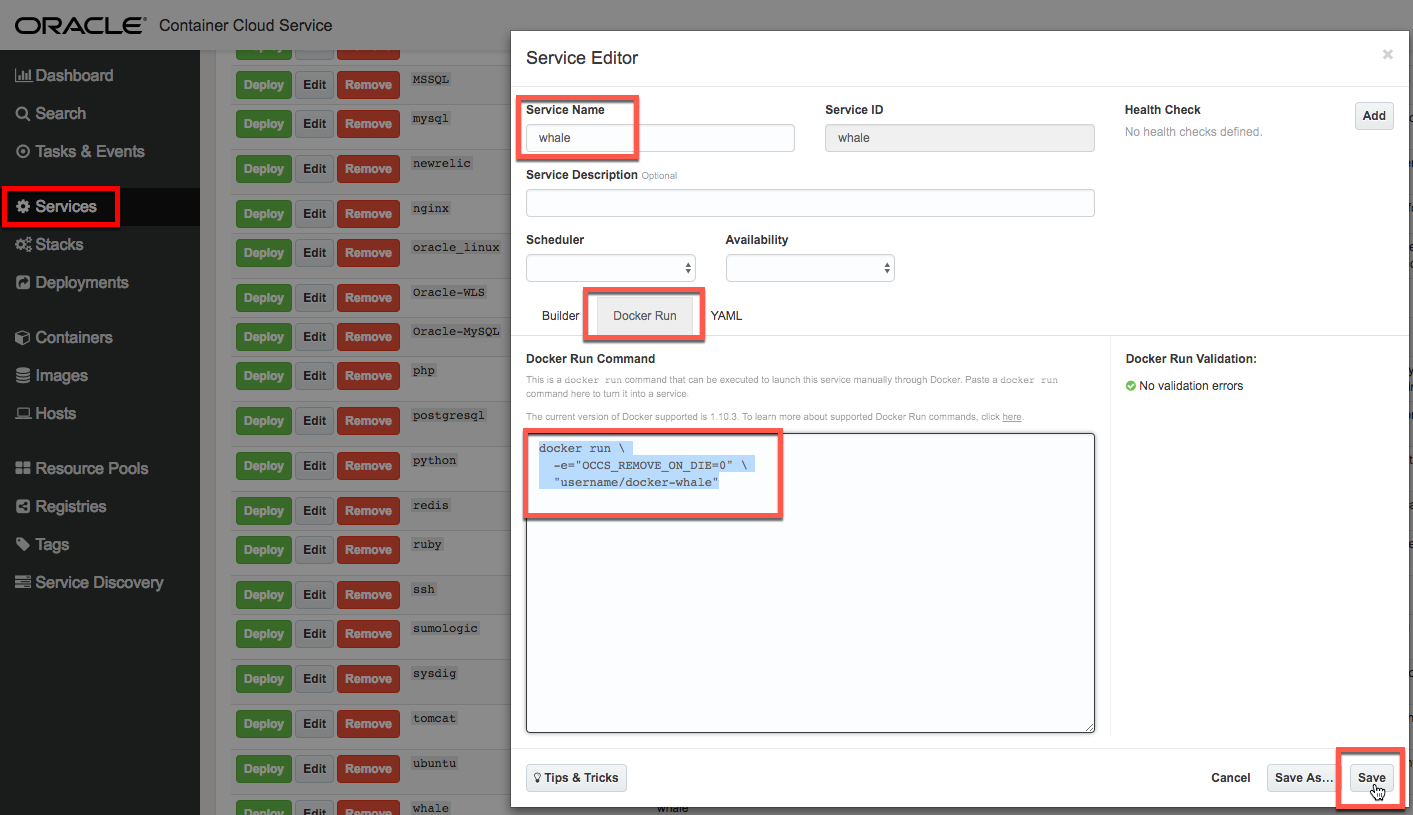 ORACLE® Container Cloud Service
Dashboard
Search
Tasks & Events
Services
Stacks
Deployments
Containers
Images
Hosts
Resource Pools
Registries
Tags
Service Discovery
Deploy Edit Remove MSSQL
Deploy Edit Remove mysql
Deploy Edit Remove newrelic
Deploy Edit Remove nginx
Deploy Edit Remove oracle_linux
Deploy Edit Remove Oracle-WLS
Deploy Edit Remove Oracle-MySQL
Deploy Edit Remove php
Deploy Edit Remove postgresql
Deploy Edit Remove python
Deploy Edit Remove redis
Deploy Edit Remove ruby
Deploy Edit Remove ssh
Deploy Edit Remove sumologic
Deploy Edit Remove sysdig
Deploy Edit Remove tomcat
Deploy Edit Remove ubuntu
Deploy Edit Remove whale whale
Service Editor ×
Service Name
whale
Service ID
whale
Health Check
Add
No health checks defined.
Service Description Optional
Scheduler
Availability
Builder Docker Run YAML
Docker Run Command
This is a docker run command that can be executed to launch this service manually through Docker. Paste a docker run
command here to turn it into a service.
The current version of Docker supported is 1.10.3. To learn more about supported Docker Run commands, click here.
docker run \
-e="OCCS_REMOVE_ON_DIE=0" \
"username/docker-whale"
Docker Run Validation:
No validation errors
Tips & Tricks
Cancel Save As... Save